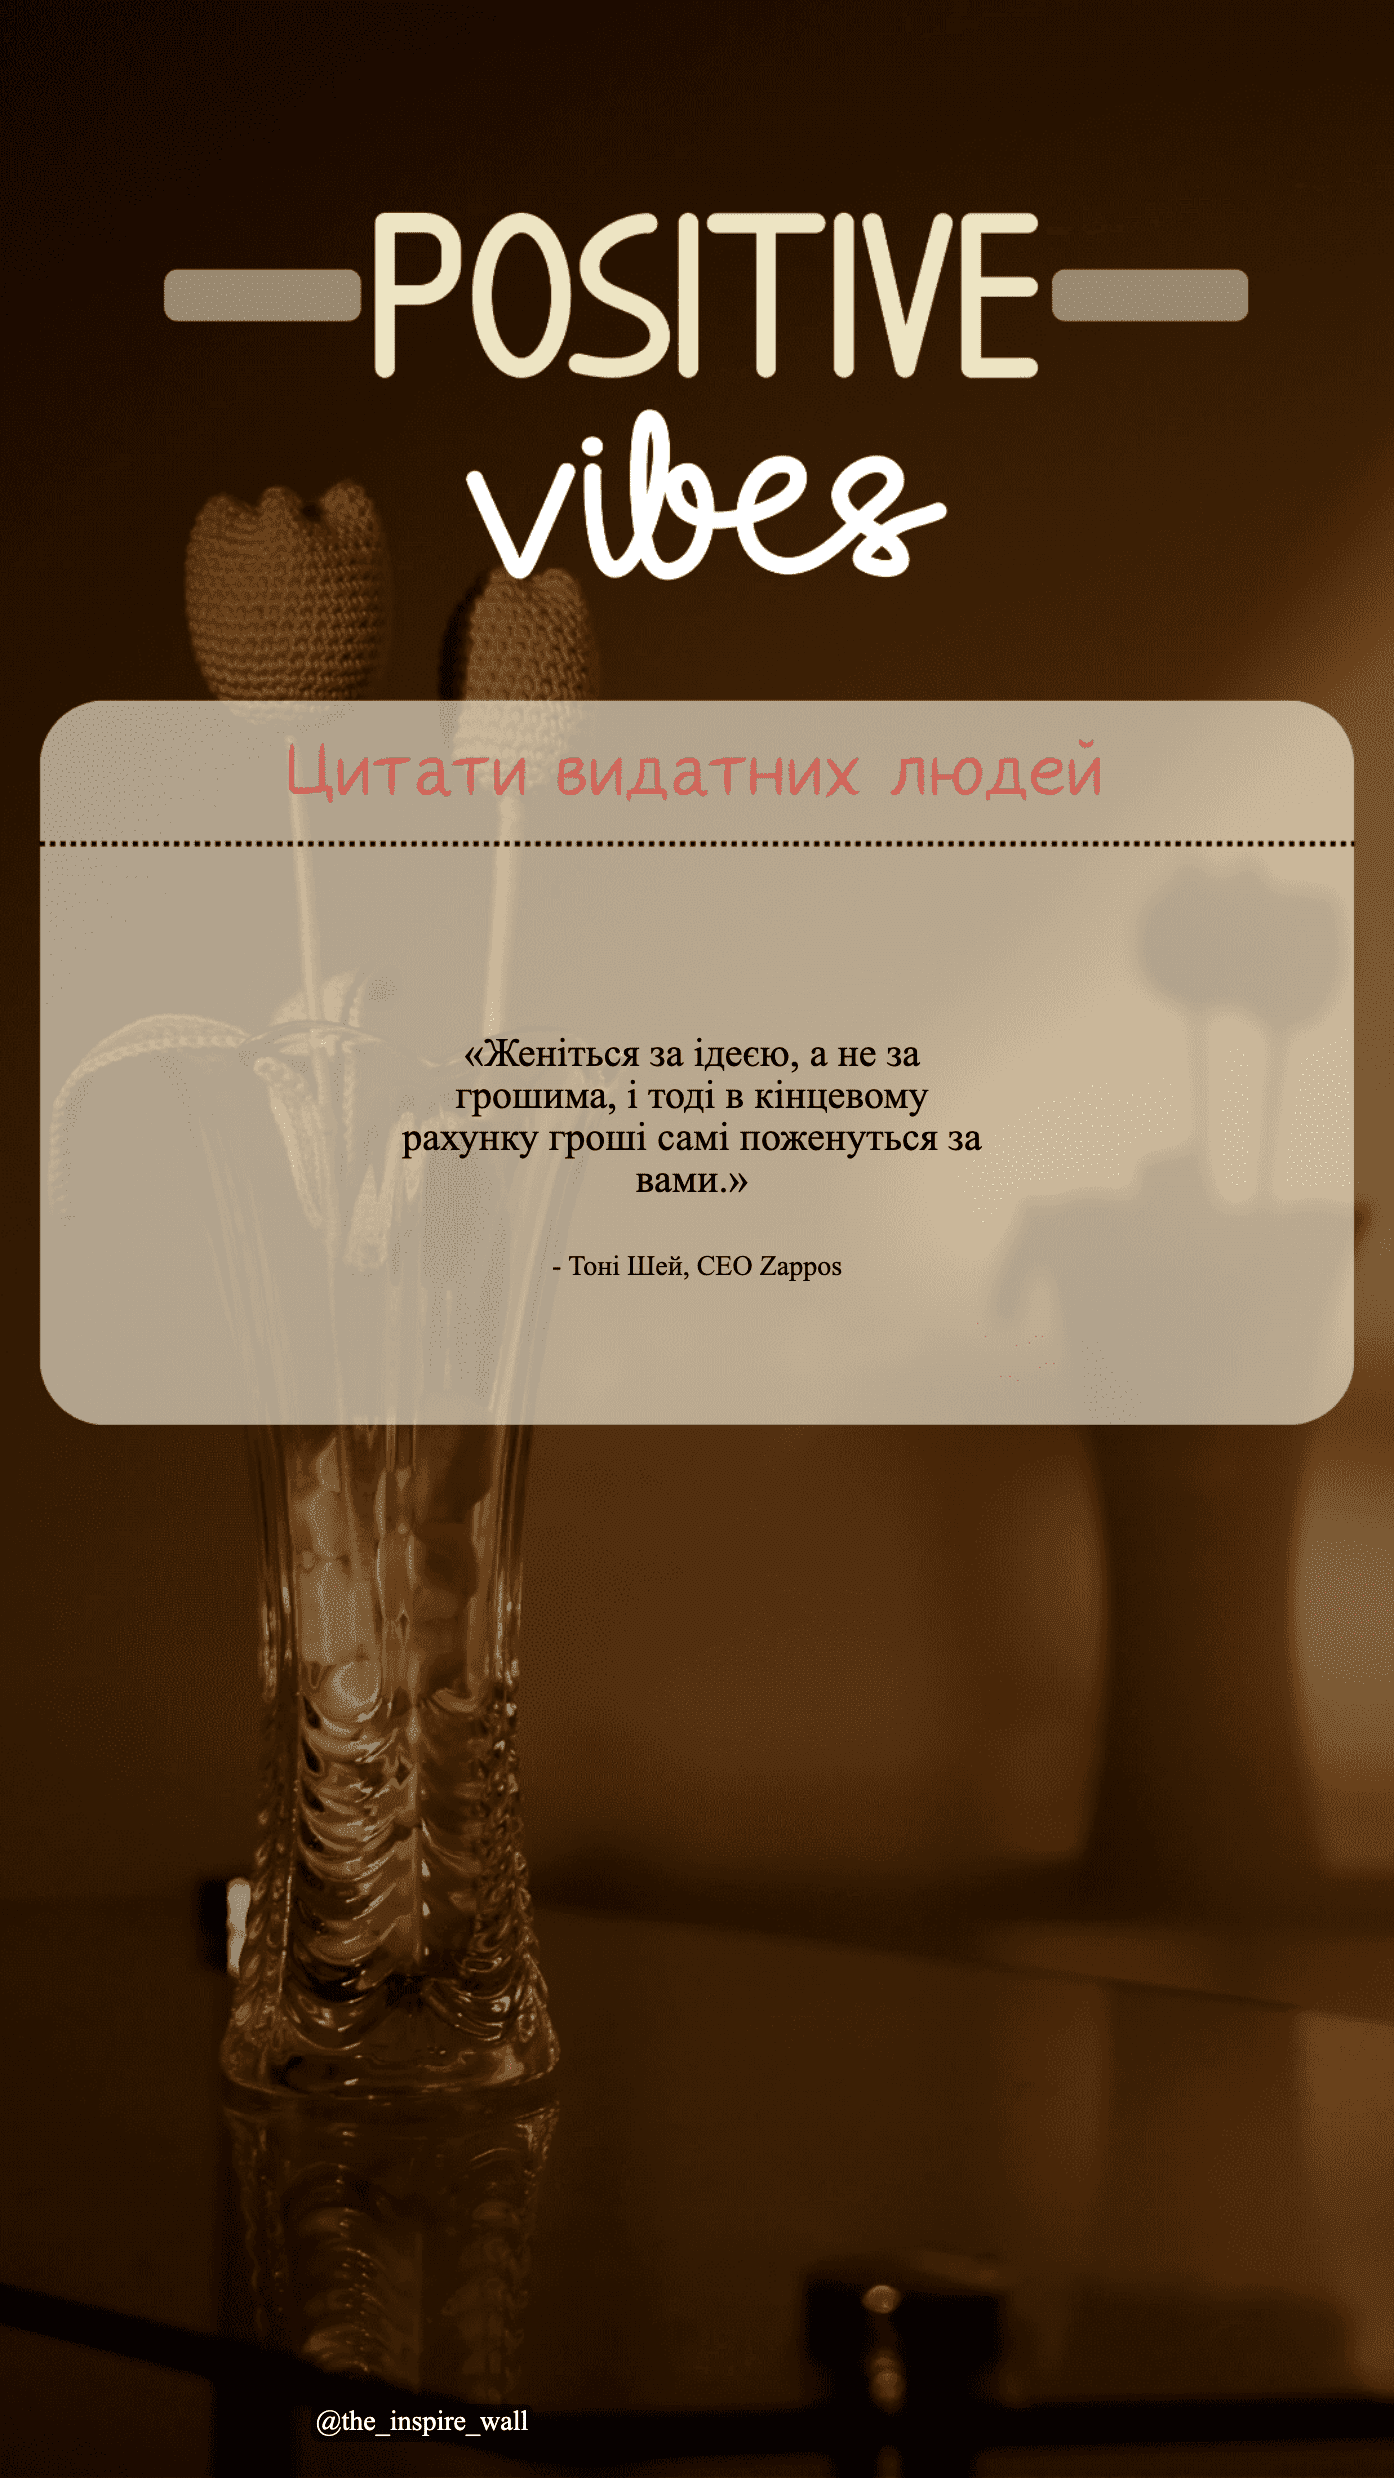 POSITIVE
vibes
Цитати видатних людей
«Женіться за ідеєю, а не за
грошима, і тоді в кінцевому
рахунку гроші самі поженуться за
вами.»
- Тоні Шей, CEO Zappos
@the_inspire_wall